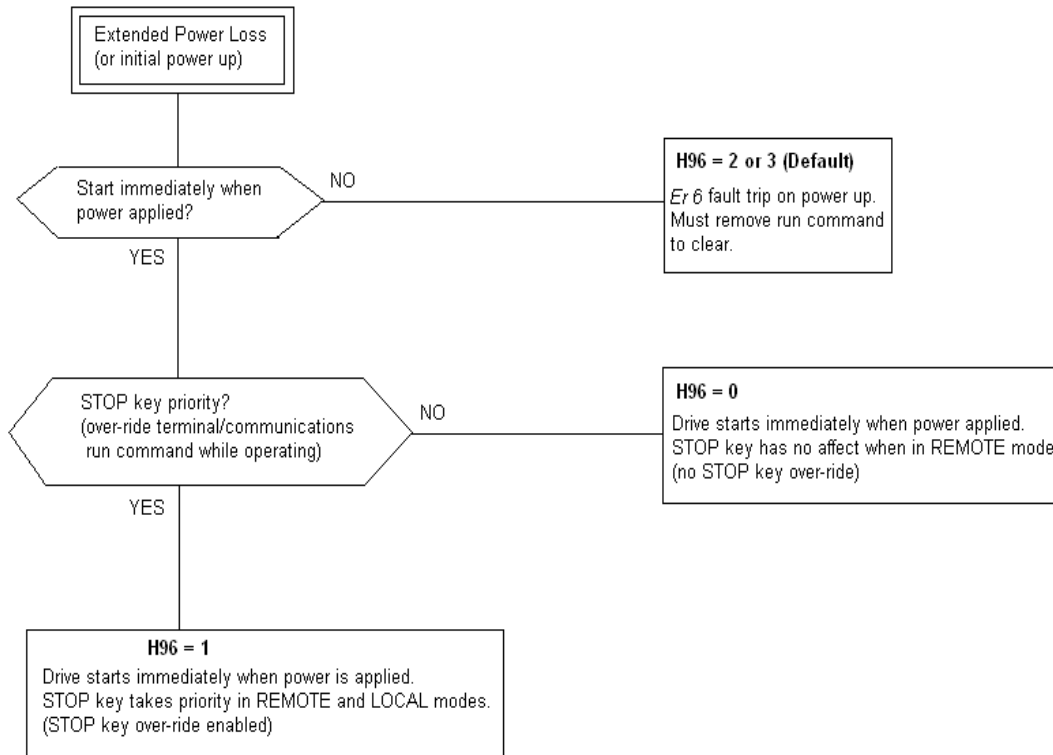 Extended Power Loss
(or initial power up)
Start immediately when
power applied?
NO
H96 = 2 or 3 (Default)
Er 6 fault trip on power up.
Must remove run command
to clear.
YES
STOP key priority?
(over-ride terminal/communications
run command while operating)
NO
H96 = 0
Drive starts immediately when power applied.
STOP key has no affect when in REMOTE mode
(no STOP key over-ride)
YES
H96 = 1
Drive starts immediately when power is applied.
STOP key takes priority in REMOTE and LOCAL modes.
(STOP key over-ride enabled)